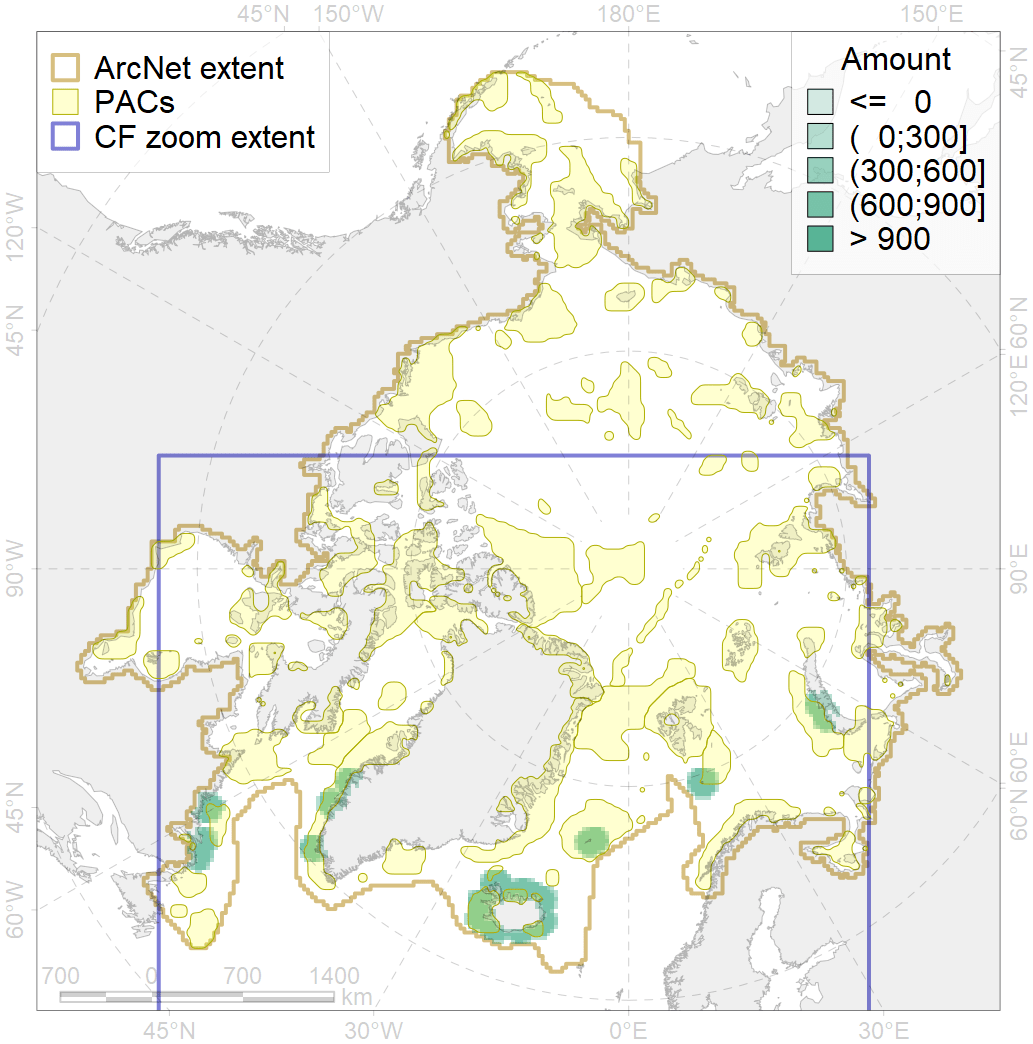 45°N 150°W 180°E 150°E
ArcNet extent
PACs
CF zoom extent
Amount
<= 0
( 0;300]
(300;600]
(600;900]
> 900
120°W
45°N
90°W
45°N
60°W
45°N
60°N
120°E
90°E
60°E
60°N
700 0 700 1400
km
45°N 30°W 0°E 30°E